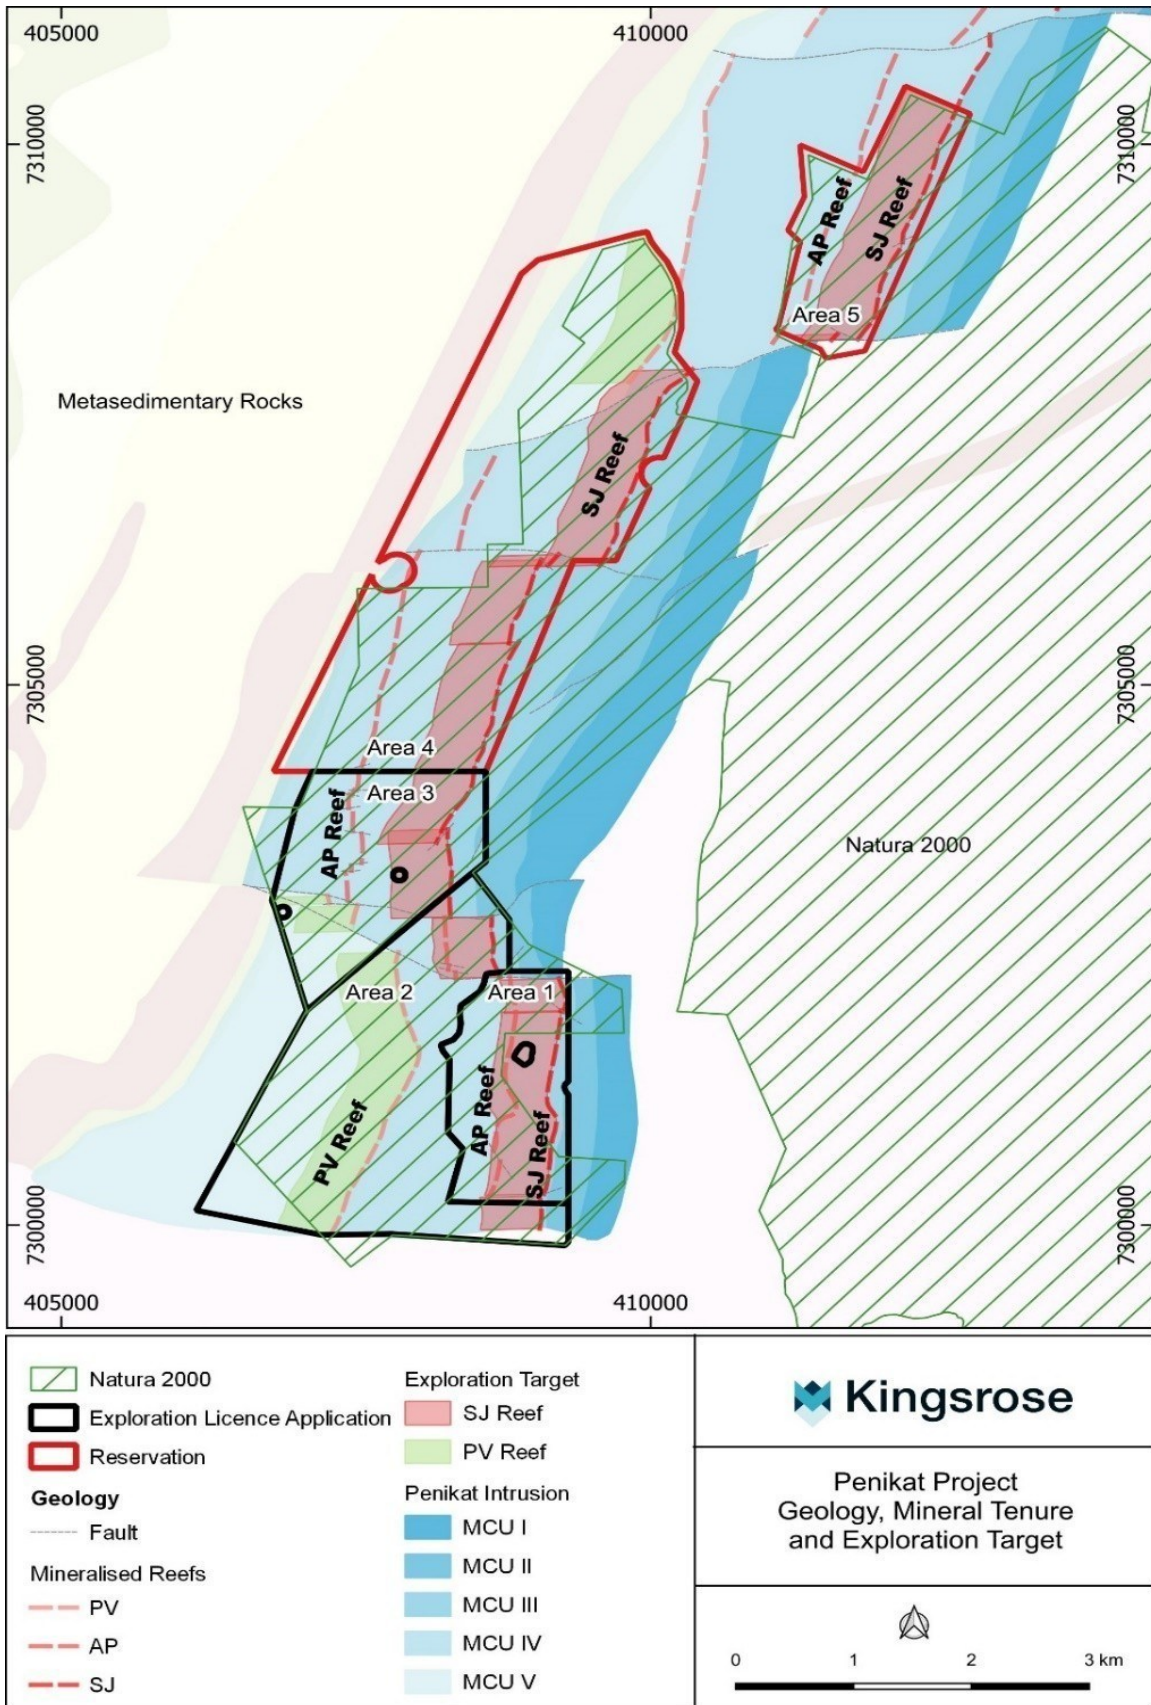 405000
410000
7310000
7310000
AP Reef
SJ Reef
Area 5
Metasedimentary Rocks
SJ Reef
7305000
7305000
Area 4
Area 3
AP Reef
Natura 2000
Area 2
Area 1
AP Reef
PV Reef
SJ Reef
7300000
7300000
405000
410000
Natura 2000
Exploration Licence Application
Reservation
Geology
Fault
Mineralised Reefs
PV
AP
SJ
Exploration Target
SJ Reef
PV Reef
Penikat Intrusion
MCU I
MCU II
MCU III
MCU IV
MCU V
Kingsrose
Penikat Project
Geology, Mineral Tenure
and Exploration Target
0 1 2 3 km